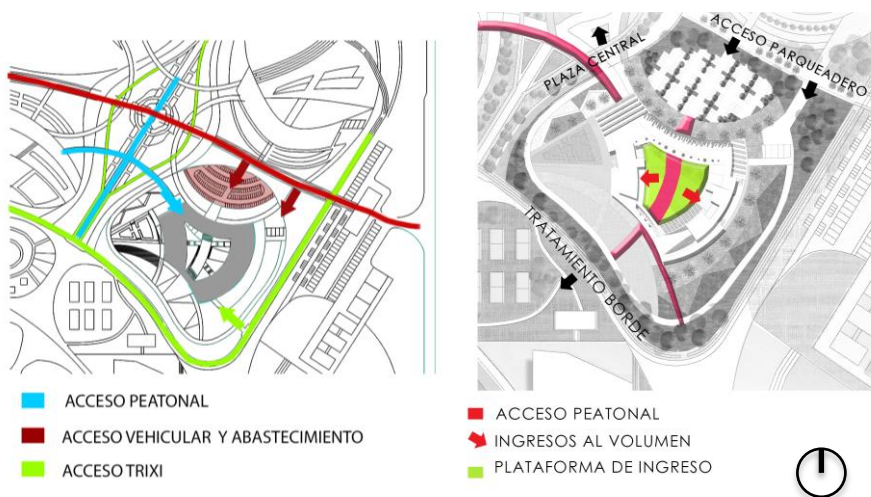 ACCESO PEATONAL
ACCESO VEHICULAR Y ABASTECIMIENTO
ACCESO TRIXI
PLAZA CENTRAL
ACCESO PARQUEADERO
TRATAMIENTO BORDE
ACCESO PEATONAL
INGRESOS AL VOLUMEN
PLATAFORMA DE INGRESO